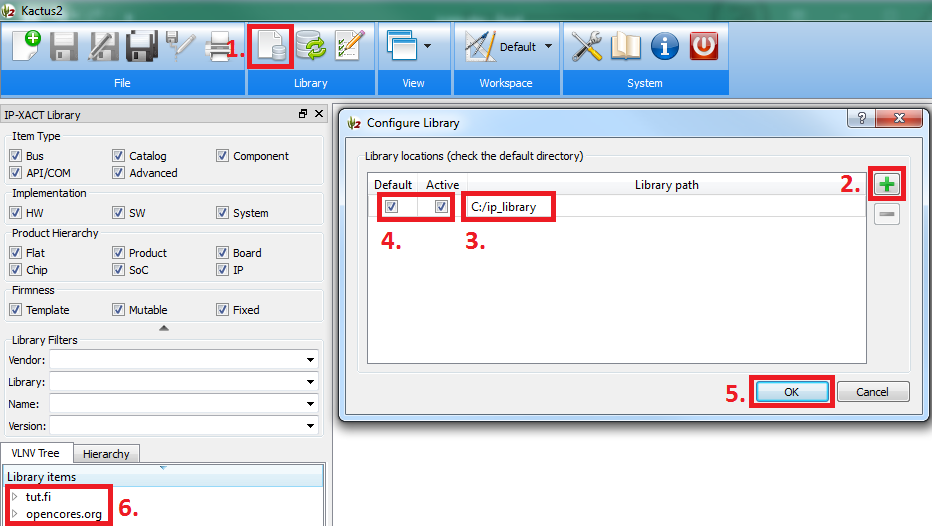 Kactus2
1.
Default
File
Library
View
Workspace
System
IP-XACT Library
Item Type
Bus Catalog Component
API/COM Advanced
Implementation
HW SW System
Product Hierarchy
Flat Product Board
Chip SoC IP
Firmness
Template Mutable Fixed
Library Filters
Vendor:
Library:
Name:
Version:
VLNV Tree Hierarchy
Library items
tut.fi
opencores.org
6.
2 Configure Library
?
Library locations (check the default directory)
Default Active Library path
2.
C:/ip_library
4. 3.
5. OK Cancel